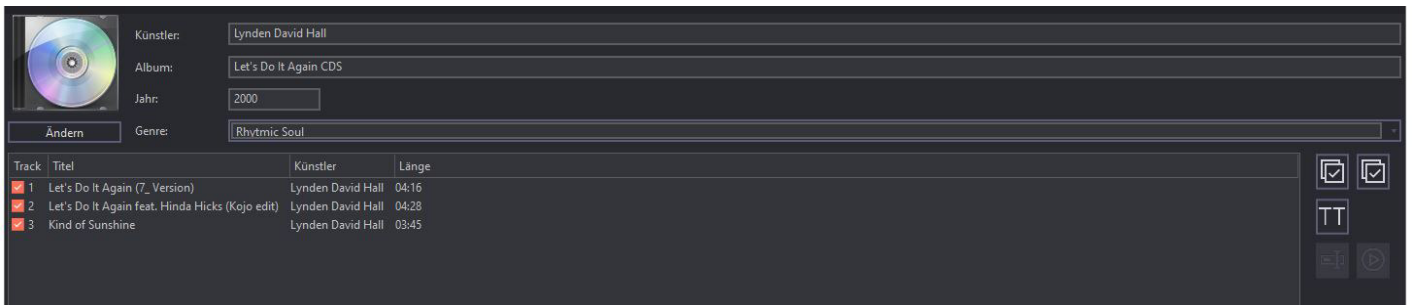 Künstler: Lynden David Hall
Album: Let's Do It Again CDS
Jahr: 2000
Ändern Genre: Rhytmic Soul
Track Titel Künstler Länge
1 Let's Do It Again (7_ Version) Lynden David Hall 04:16
2 Let's Do It Again feat. Hinda Hicks (Kojo edit) Lynden David Hall 04:28
3 Kind of Sunshine Lynden David Hall 03:45
TT